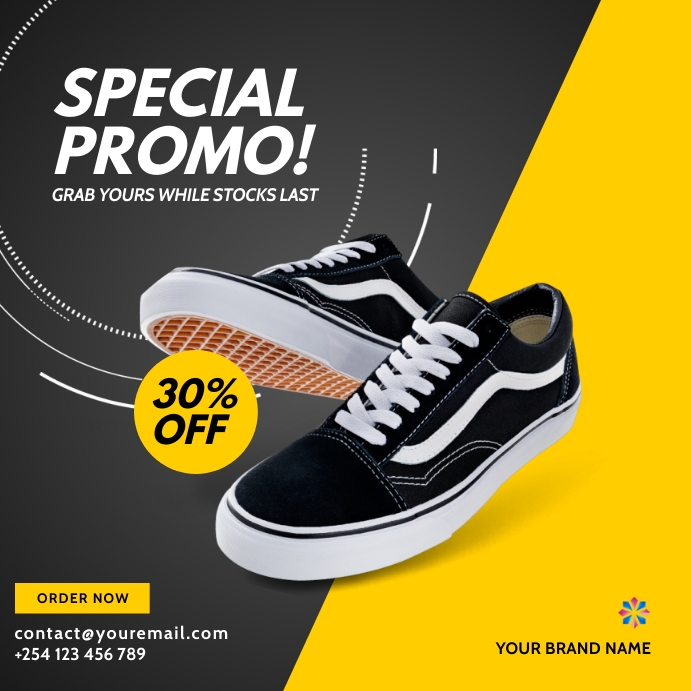 SPECIAL
PROMO!
GRAB YOURS WHILE STOCKS LAST
30%
OFF
ORDER NOW
contact@youremail.com
+254 123 456 789
YOUR BRAND NAME